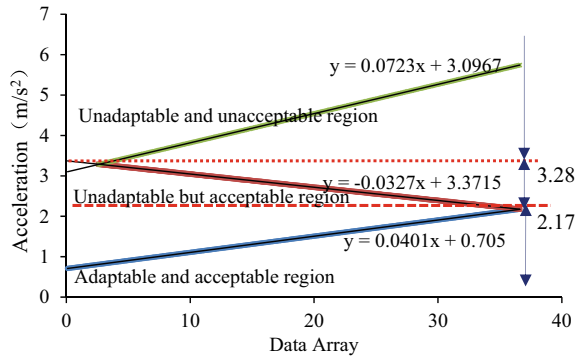 7
y = 0.0723x + 3.0967
6
5
Unadaptable and unacceptable region
4
3.28
3
y = -0.0327x + 3.3715
Unadaptable but acceptable region
2.17
2
y = 0.0401x + 0.705
1
Adaptable and acceptable region
0
0 10 20 30 40
Data Array
Acceleration（m/s²）